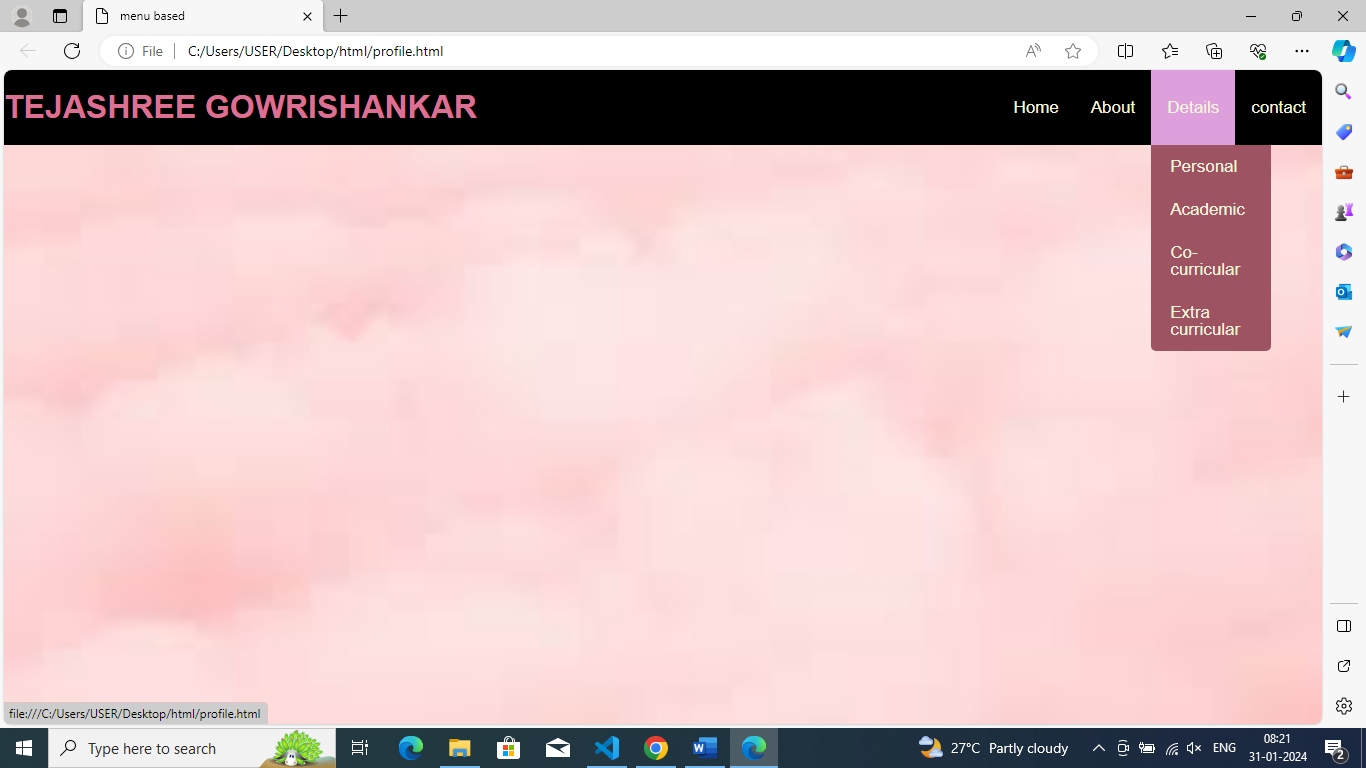 menu based
File
C:/Users/USER/Desktop/html/profile.html
TEJASHREE GOWRISHANKAR
Home
About
Details
contact
Personal
Academic
Co-
curricular
Extra
curricular
file:///C:/Users/USER/Desktop/html/profile.html
Type here to search
27°C Partly cloudy
ENG
08:21
31-01-2024
2